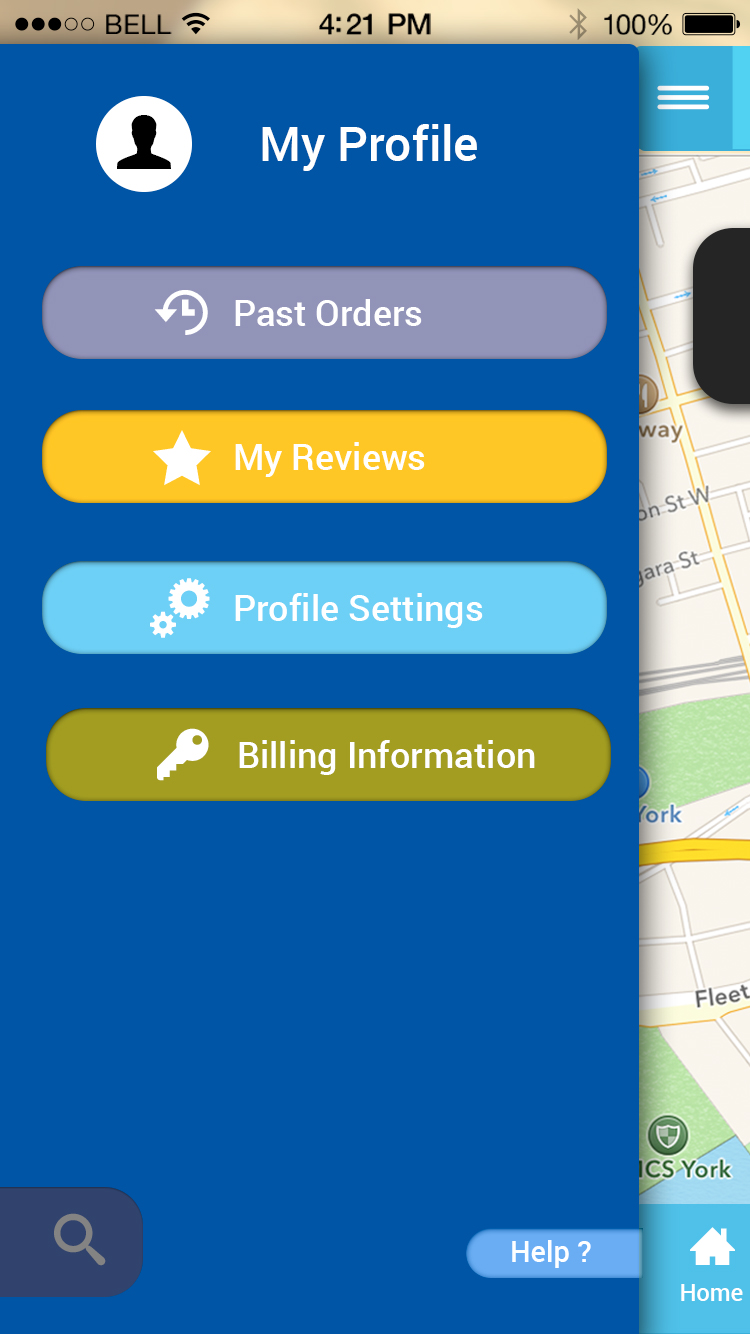 BELL 4:21 PM 100%
My Profile
Past Orders
My Reviews
way
on St W
Profile Settings
gara St
Billing Information
York
Fleet
ICS York
Help ?
Home